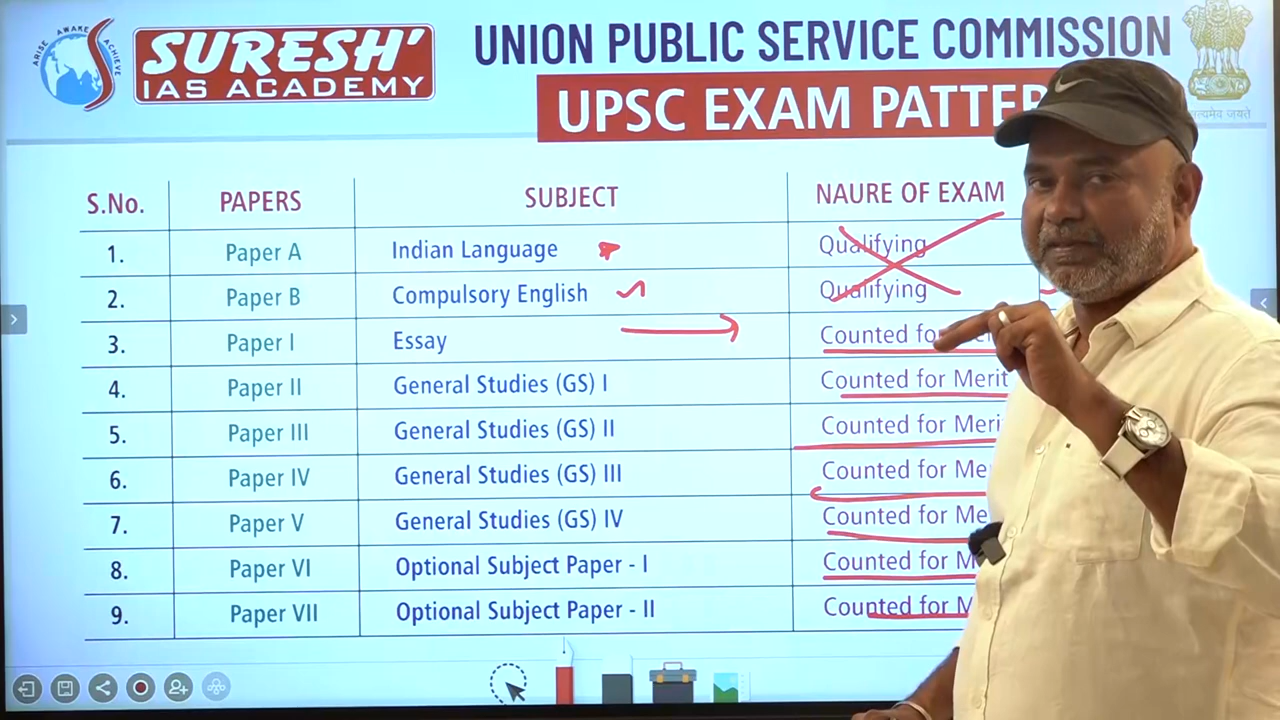 ARISE AWAKE ACHIEVE
SURESH'
IAS ACADEMY
UNION PUBLIC SERVICE COMMISSION
UPSC EXAM PATTER
सत्यमेव जयते
S.No. PAPERS SUBJECT NAURE OF EXAM
1. Paper A Indian Language Qualifying
2. Paper B Compulsory English Qualifying
3. Paper I Essay Counted for
4. Paper II General Studies (GS) I Counted for Merit
5. Paper III General Studies (GS) II Counted for Meri
6. Paper IV General Studies (GS) III Counted for Me
7. Paper V General Studies (GS) IV Counted for Me
8. Paper VI Optional Subject Paper - I Counted for M
9. Paper VII Optional Subject Paper - II Counted for M